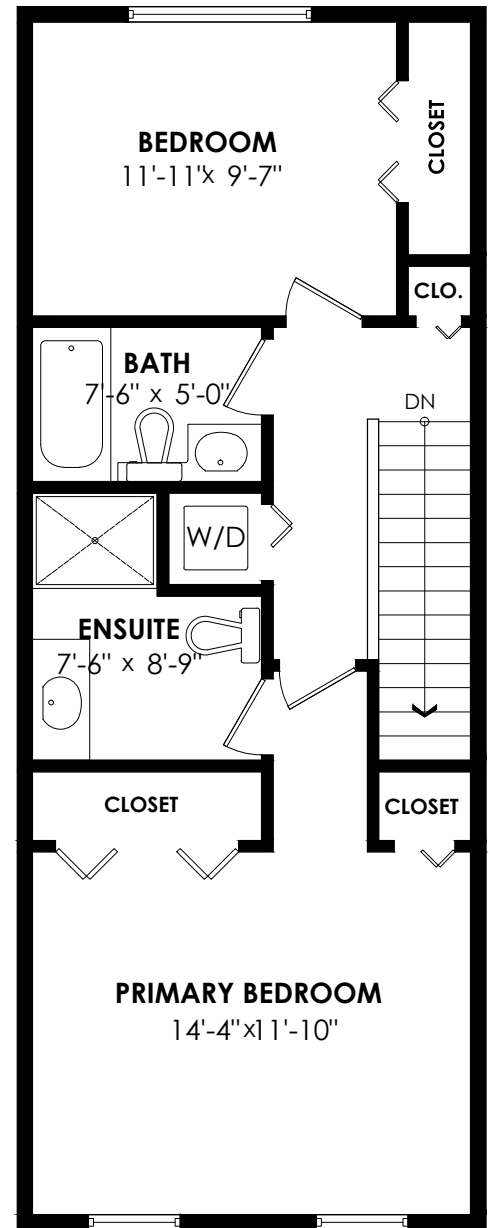 BEDROOM
11'-11'x 9'-7"
CLOSET
CLO.
BATH
7'-6" x 5'-0"
DN
W/D
ENSUITE
7'-6" x 8'-9"
CLOSET
CLOSET
PRIMARY BEDROOM
14'-4"x11'-10"